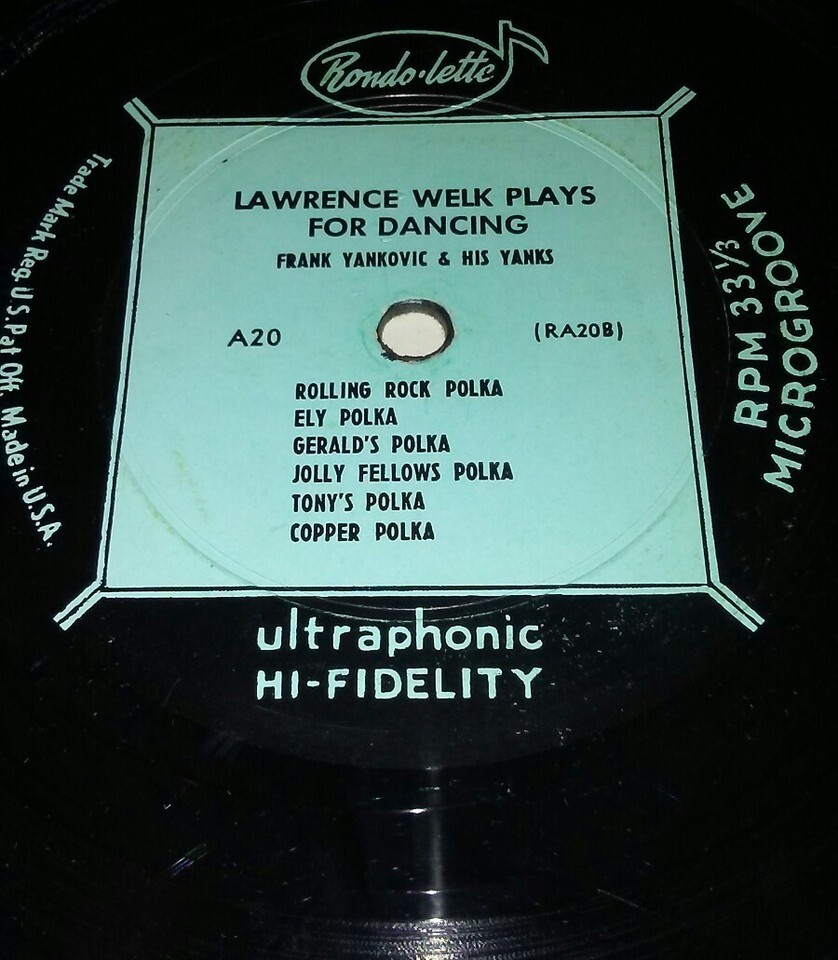 Rondo·lette
LAWRENCE WELK PLAYS
FOR DANCING
FRANK YANKOVIC & HIS YANKS
A20
(RA20B)
ROLLING ROCK POLKA
ELY POLKA
GERALD'S POLKA
JOLLY FELLOWS POLKA
TONY'S POLKA
COPPER POLKA
Trade Mark Reg. U.S. Pat Off. Made in U.S.A.
RPM 33 1/3
MICROGROOVE
ultraphonic
HI-FIDELITY